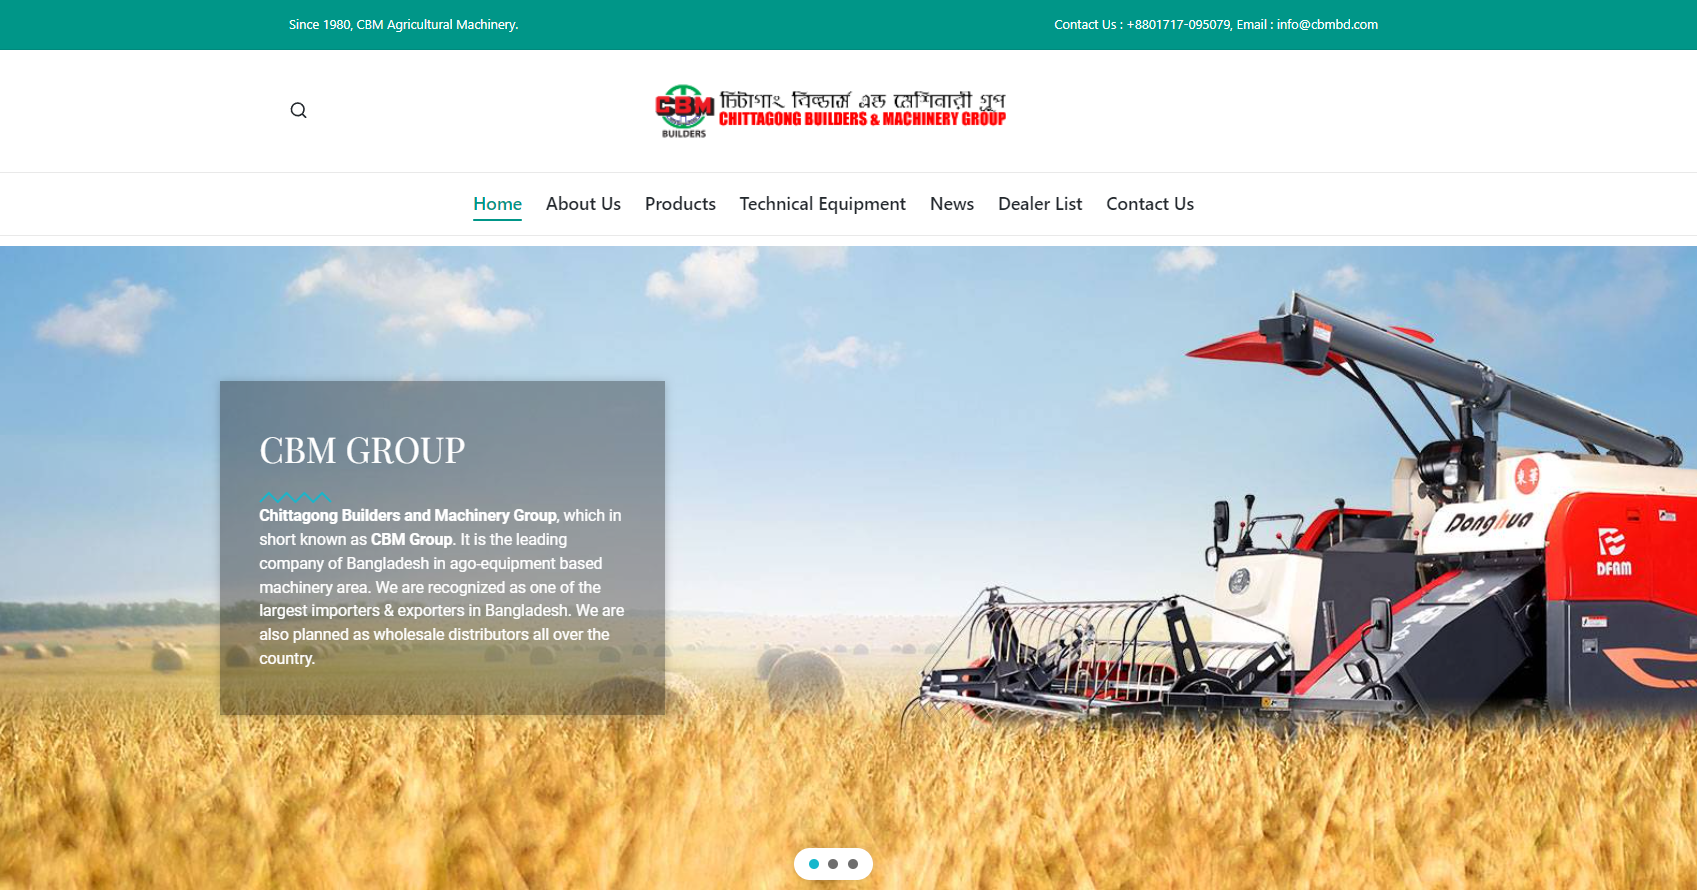 Since 1980, CBM Agricultural Machinery.
Contact Us : +8801717-095079, Email : info@cbmbd.com
CBM
BUILDERS
চিটাগাং বিল্ডার্স এন্ড মেশিনারী গ্রুপ
CHITTAGONG BUILDERS & MACHINERY GROUP
Home About Us Products Technical Equipment News Dealer List Contact Us
CBM GROUP
Chittagong Builders and Machinery Group, which in
short known as CBM Group. It is the leading
company of Bangladesh in ago-equipment based
machinery area. We are recognized as one of the
largest importers & exporters in Bangladesh. We are
also planned as wholesale distributors all over the
country.
東華
Donghua
DFAM